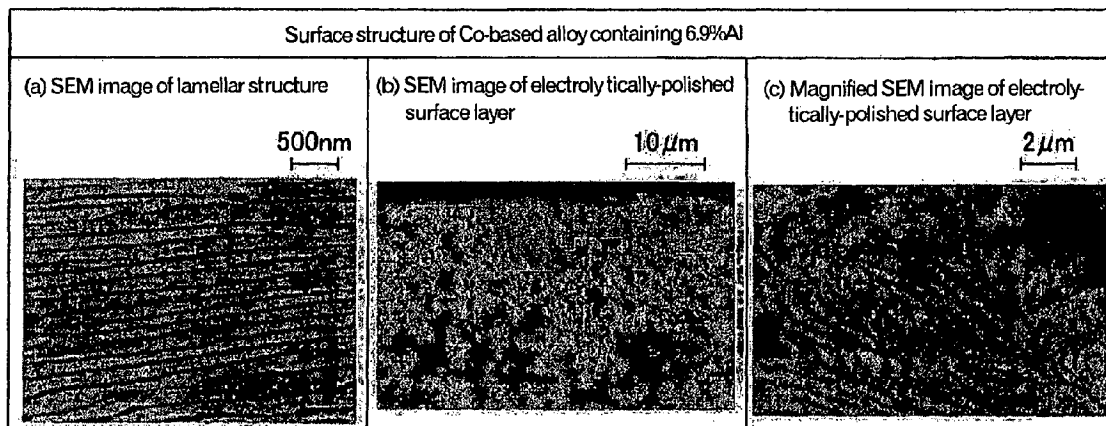 Surface structure of Co-based alloy containing 6.9%Al
(a) SEM image of lamellar structure
500nm
(b) SEM image of electroly tically-polished
surface layer
10μm
(c) Magnified SEM image of electroly-
tically-polished surface layer
2μm